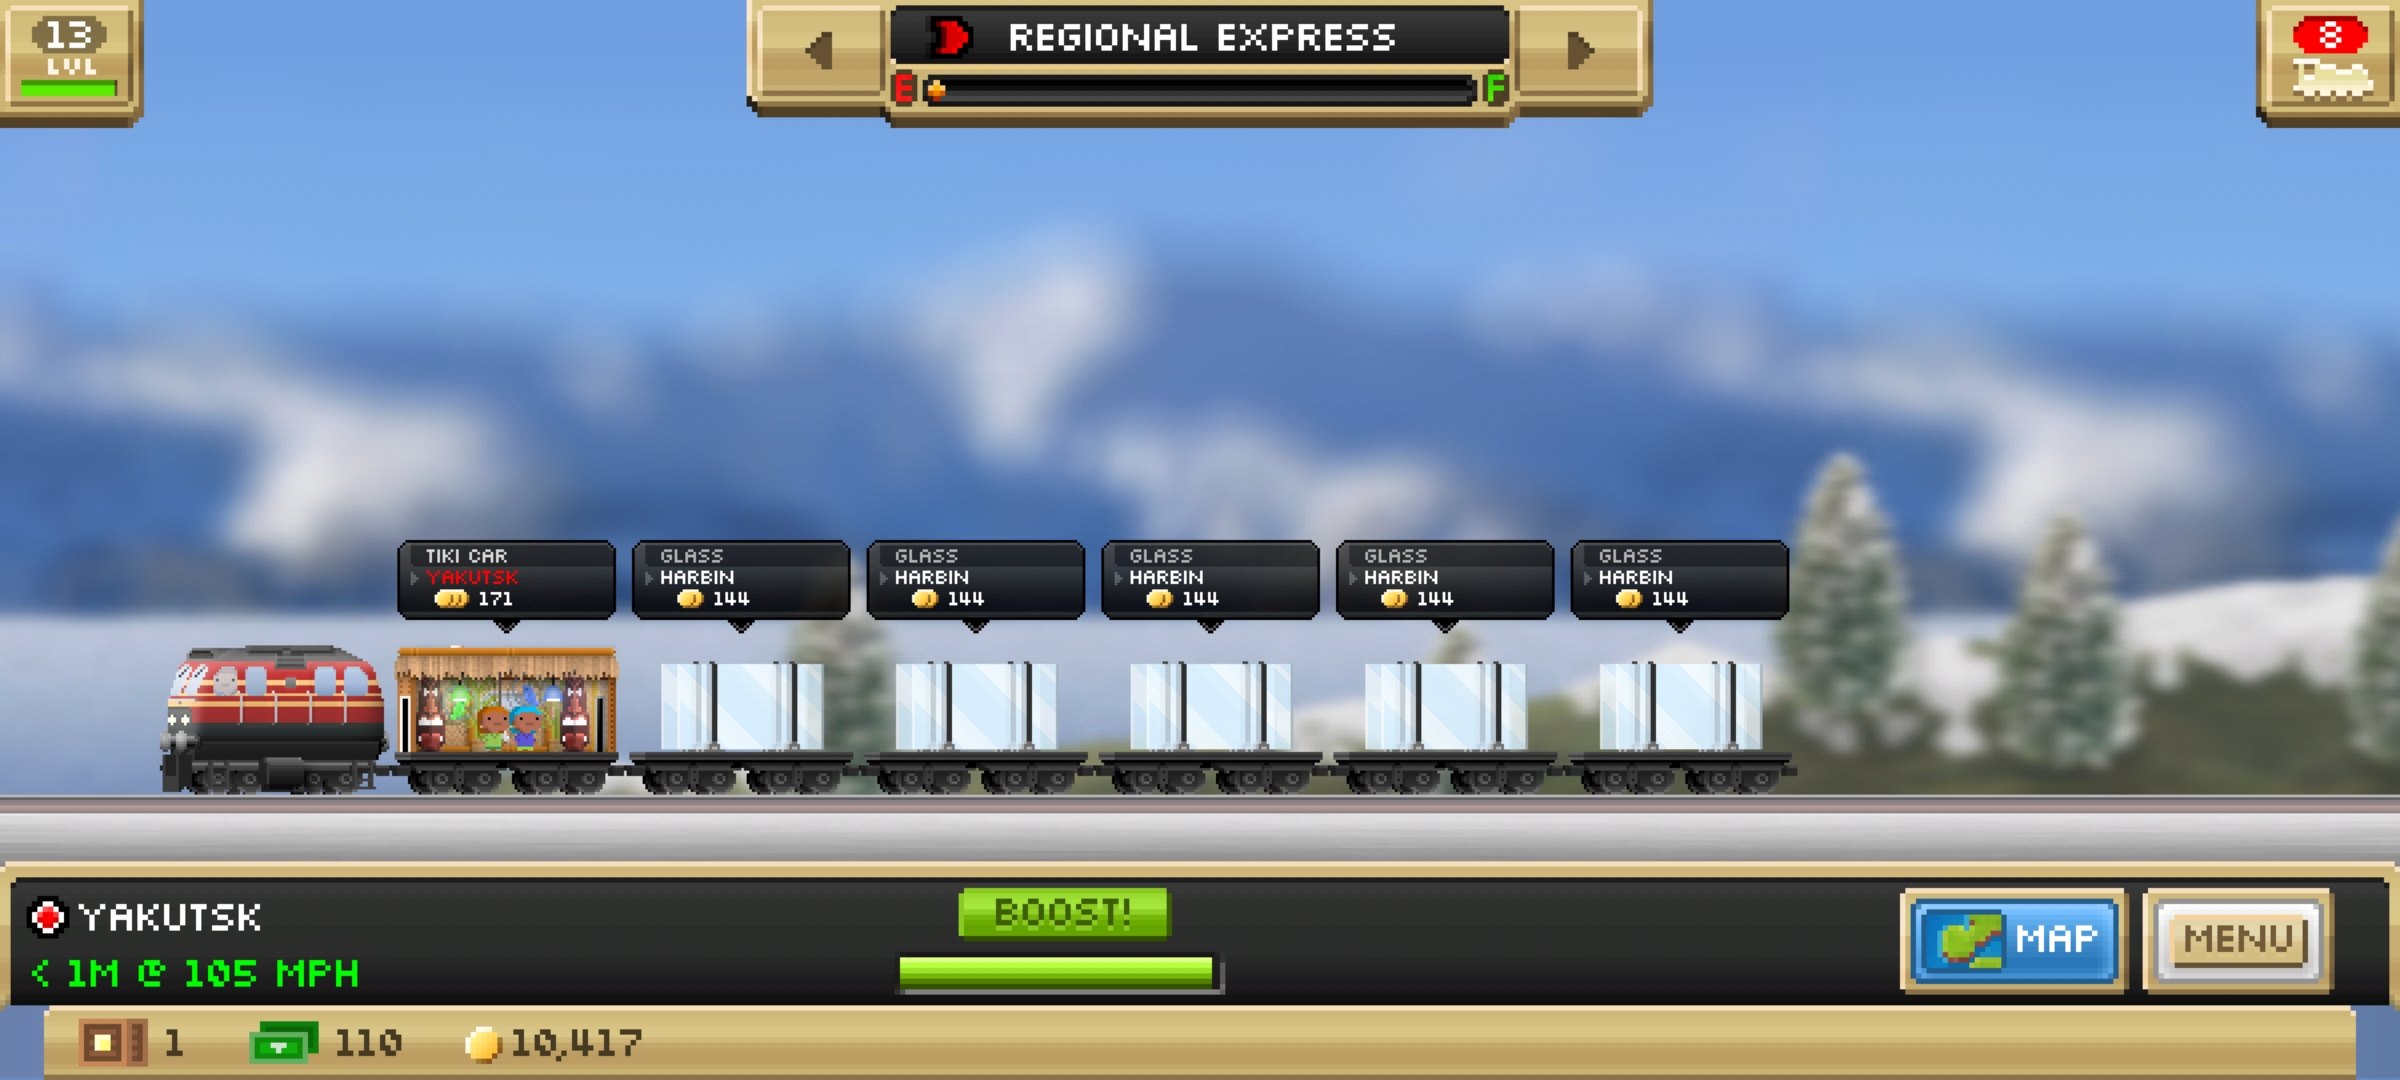 13
LVL
REGIONAL EXPRESS
E
F
8
TIKI CAR
YAKUTSK
171
GLASS
HARBIN
144
GLASS
HARBIN
144
GLASS
HARBIN
144
GLASS
HARBIN
144
GLASS
HARBIN
144
YAKUTSK
< 1M @ 105 MPH
BOOST!
MAP
MENU
1
110
10,417